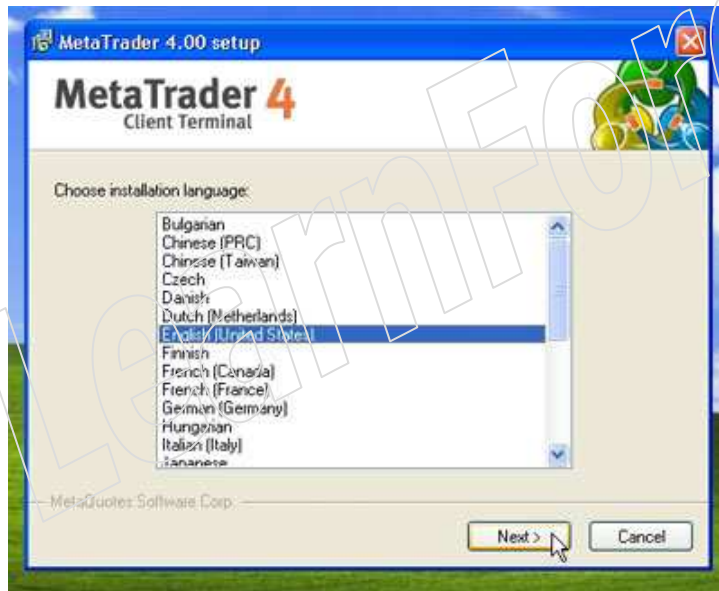 MetaTrader 4.00 setup
MetaTrader 4
Client Terminal
Choose installation language:
Bulgarian
Chinese (PRC)
Chinese (Taiwan)
Czech
Danish
Dutch (Netherlands)
English (United States)
Finnish
French (Canada)
French (France)
German (Germany)
Hungarian
Italian (Italy)
Japanese
MetaQuotes Software Corp.
Next >
Cancel
LearnFor